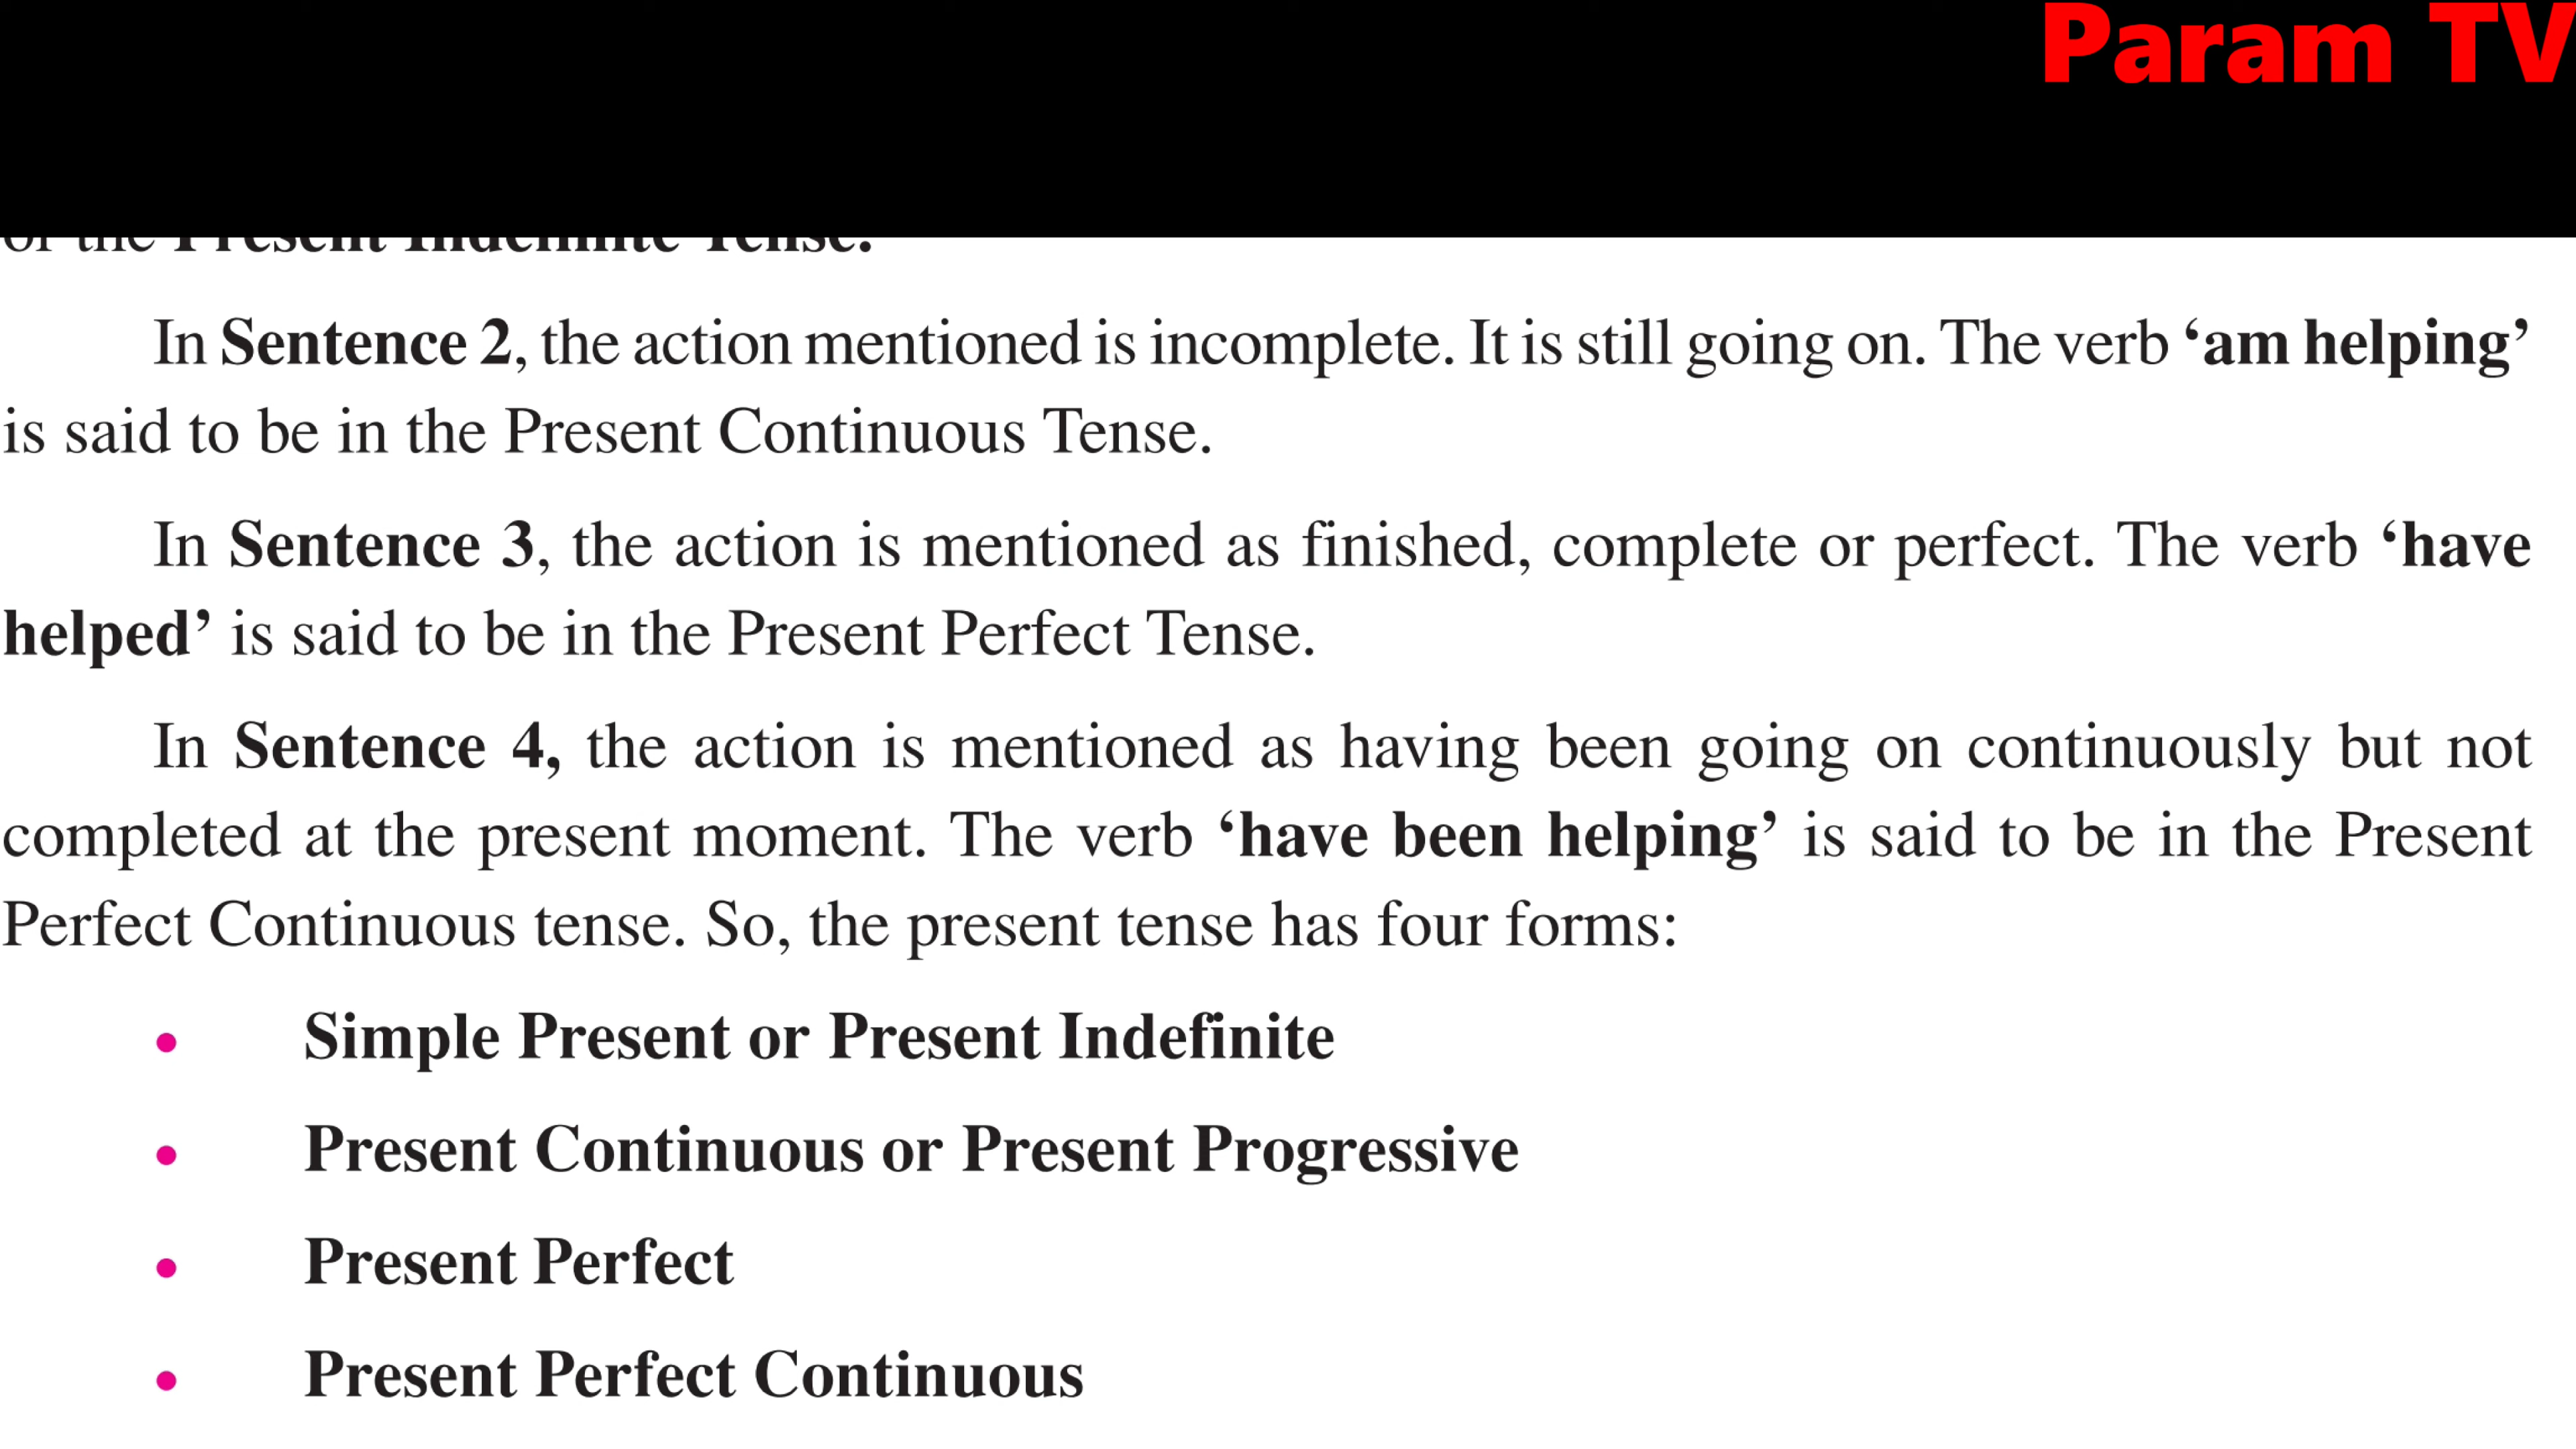 Param TV
of the Present Indefinite Tense.
In Sentence 2, the action mentioned is incomplete. It is still going on. The verb ‘am helping’
is said to be in the Present Continuous Tense.
In Sentence 3, the action is mentioned as finished, complete or perfect. The verb ‘have
helped’ is said to be in the Present Perfect Tense.
In Sentence 4, the action is mentioned as having been going on continuously but not
completed at the present moment. The verb ‘have been helping’ is said to be in the Present
Perfect Continuous tense. So, the present tense has four forms:
• Simple Present or Present Indefinite
• Present Continuous or Present Progressive
• Present Perfect
• Present Perfect Continuous